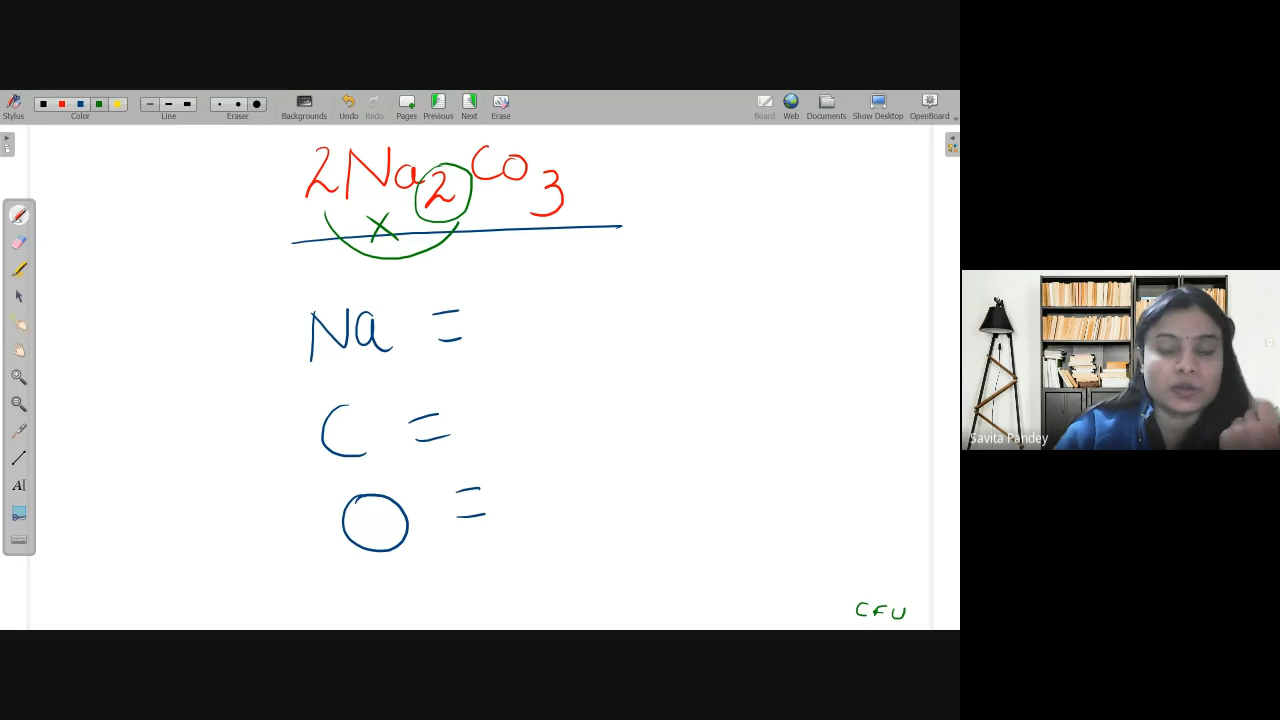 Stylus Color Line Eraser Backgrounds Undo Redo Pages Previous Next Erase Board Web Documents Show Desktop OpenBoard
2Na2CO3
X
Na =
C =
O =
CFU
AI
Savita Pandey